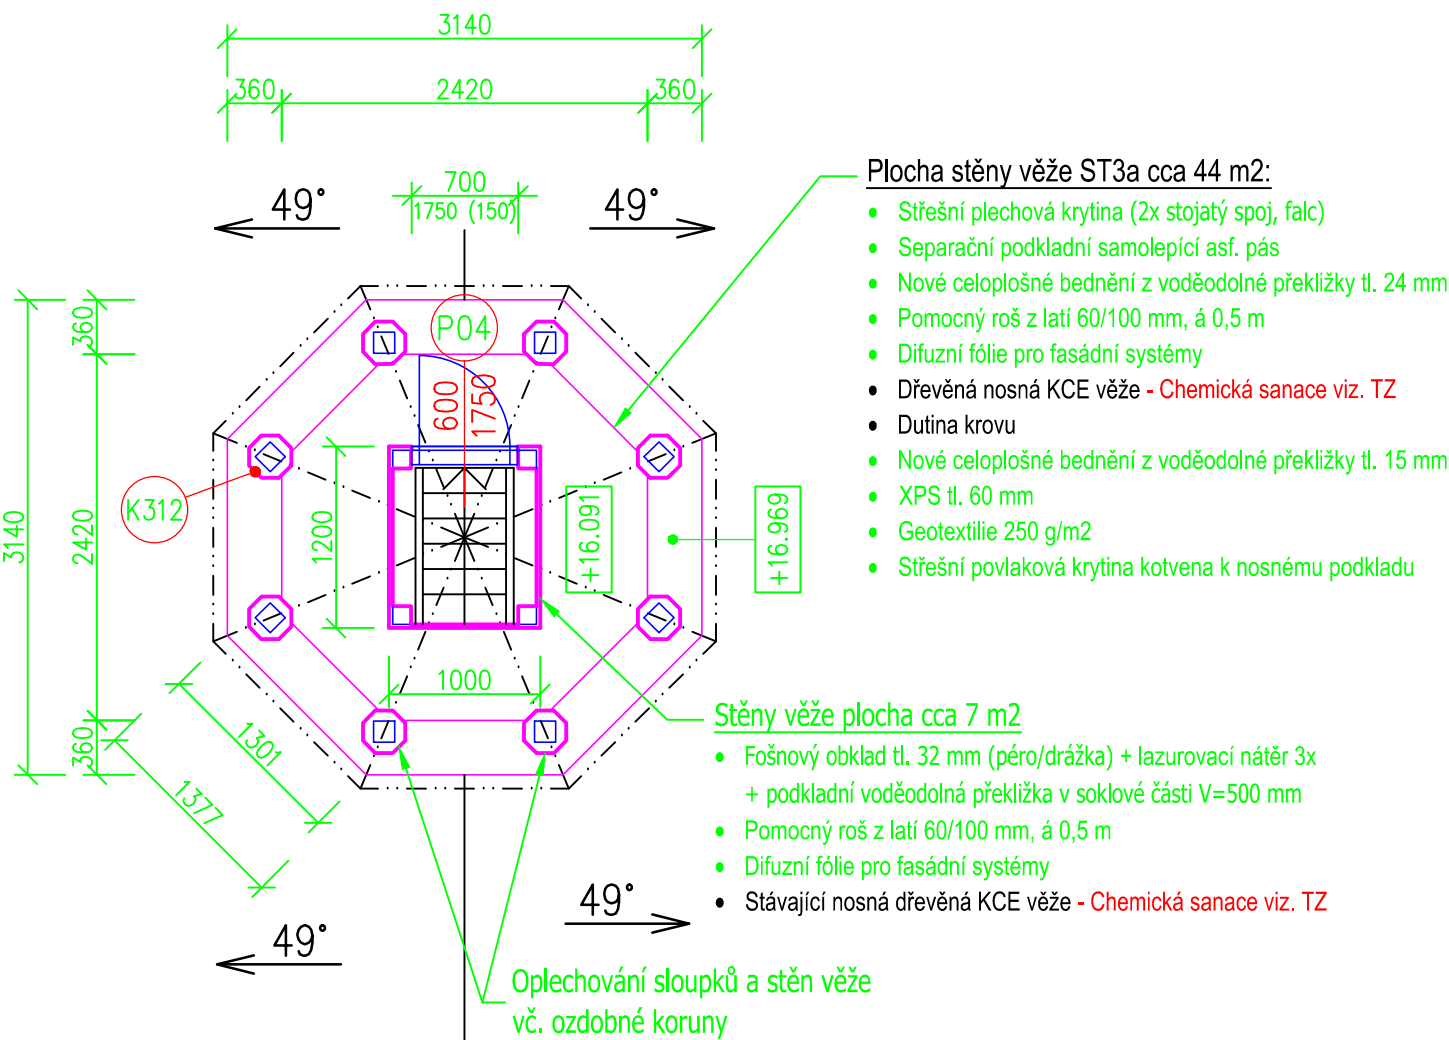 3140
360
2420
360
700
1750 (150)
49°
49°
Plocha stěny věže ST3a cca 44 m2:
• Střešní plechová krytina (2x stojatý spoj, falc)
• Separační podkladní samolepící asf. pás
• Nové celoplošné bednění z voděodolné překližky tl. 24 mm
• Pomocný roš z latí 60/100 mm, á 0,5 m
• Difuzní fólie pro fasádní systémy
• Dřevěná nosná KCE věže - Chemická sanace viz. TZ
• Dutina krovu
• Nové celoplošné bednění z voděodolné překližky tl. 15 mm
• XPS tl. 60 mm
• Geotextilie 250 g/m2
• Střešní povlaková krytina kotvena k nosnému podkladu
P04
600
1750
K312
360
2420
3140
360
1200
+16.091
+16.969
1000
1301
1377
Stěny věže plocha cca 7 m2
• Fošnový obklad tl. 32 mm (péro/drážka) + lazurovací nátěr 3x
+ podkladní voděodolná překližka v soklové části V=500 mm
• Pomocný roš z latí 60/100 mm, á 0,5 m
• Difuzní fólie pro fasádní systémy
• Stávající nosná dřevěná KCE věže - Chemická sanace viz. TZ
49°
49°
Oplechování sloupků a stěn věže
vč. ozdobné koruny